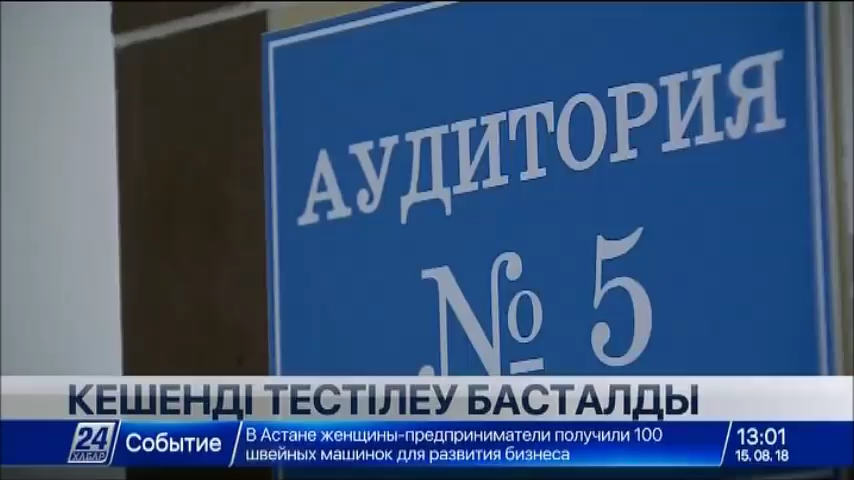 АУДИТОРИЯ
№ 5
КЕШЕНДІ ТЕСТІЛЕУ БАСТАЛДЫ
24
ХАБАР
Событие
В Астане женщины-предприниматели получили 100
швейных машинок для развития бизнеса
13:01
15.08.18